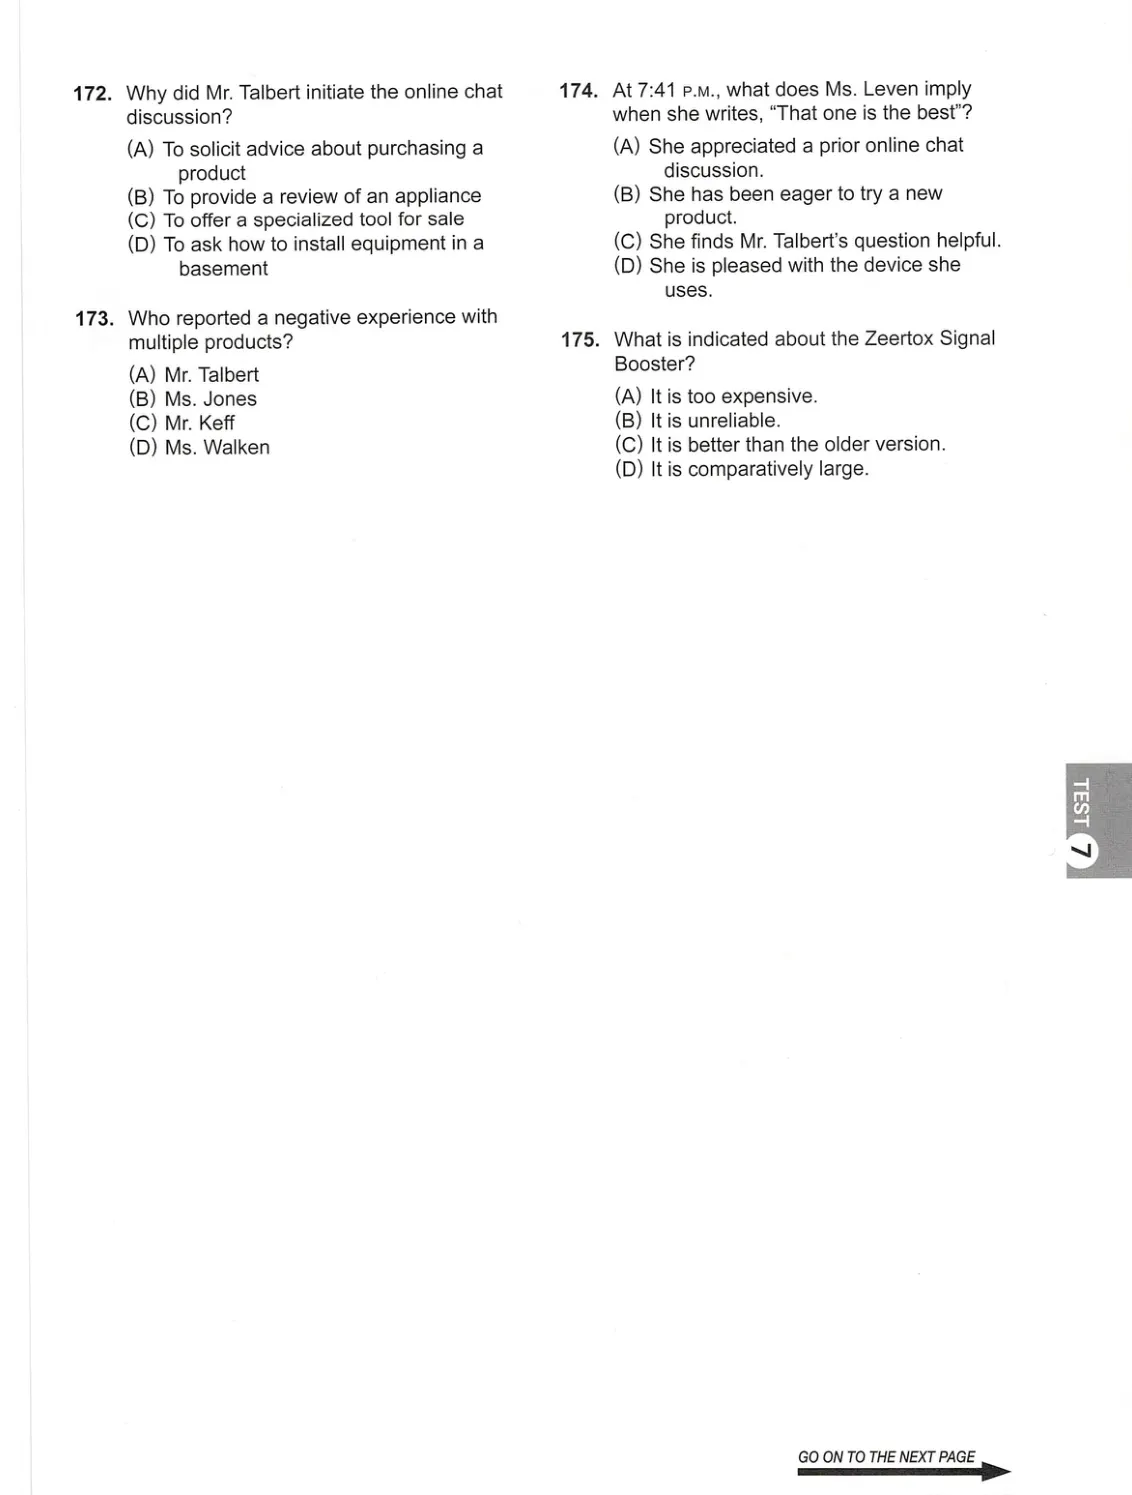 172. Why did Mr. Talbert initiate the online chat
discussion?
(A) To solicit advice about purchasing a
product
(B) To provide a review of an appliance
(C) To offer a specialized tool for sale
(D) To ask how to install equipment in a
basement
173. Who reported a negative experience with
multiple products?
(A) Mr. Talbert
(B) Ms. Jones
(C) Mr. Keff
(D) Ms. Walken
174. At 7:41 P.M., what does Ms. Leven imply
when she writes, “That one is the best”?
(A) She appreciated a prior online chat
discussion.
(B) She has been eager to try a new
product.
(C) She finds Mr. Talbert's question helpful.
(D) She is pleased with the device she
uses.
175. What is indicated about the Zeertox Signal
Booster?
(A) It is too expensive.
(B) It is unreliable.
(C) It is better than the older version.
(D) It is comparatively large.
TEST 7
GO ON TO THE NEXT PAGE